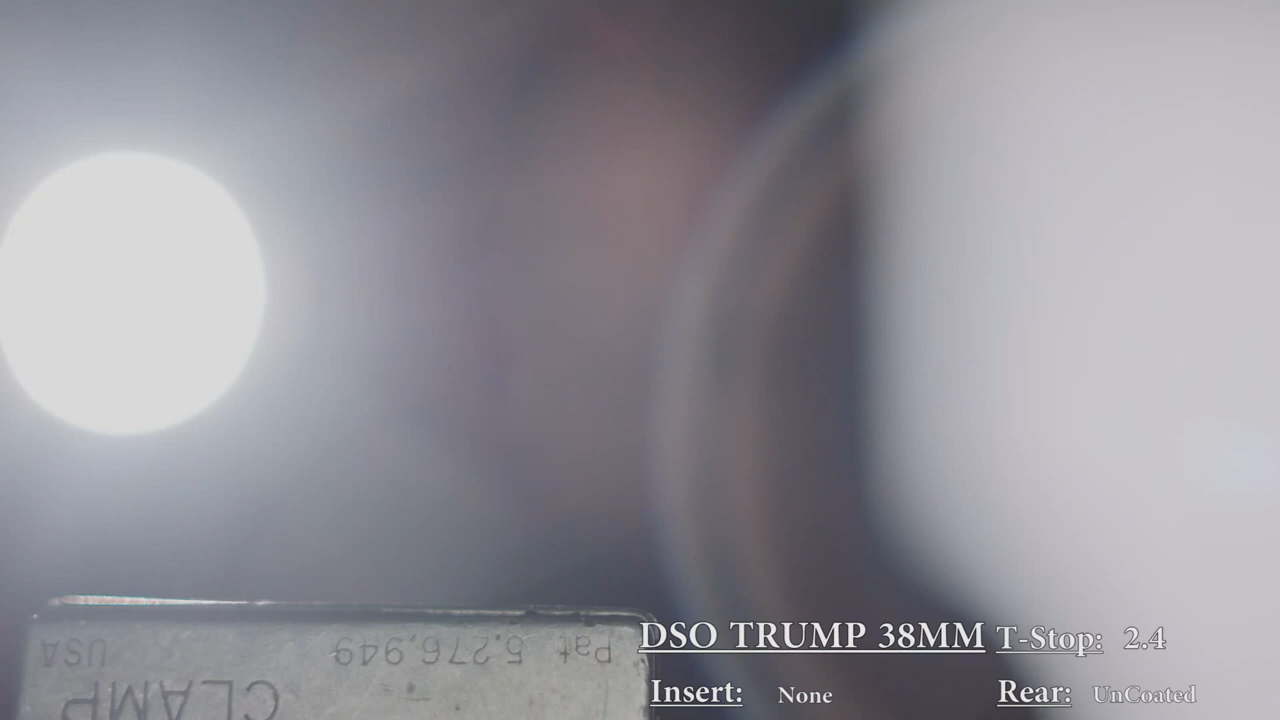 Pat 5,276,949 USA
CLAMP
DSO TRUMP 38MM T-Stop: 2.4
Insert: None Rear: UnCoated